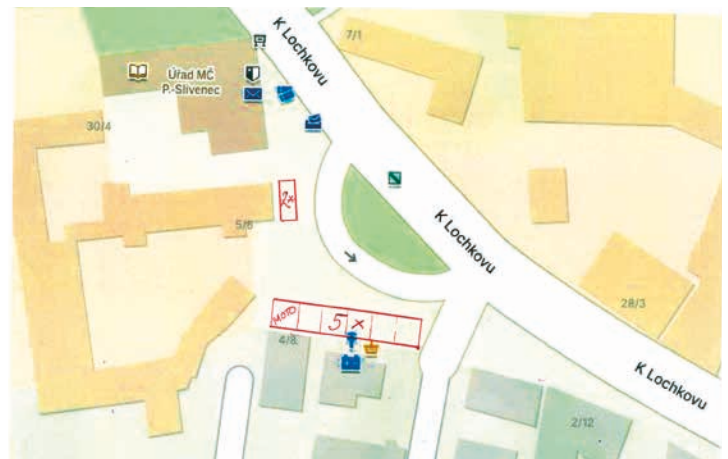 K Lochkovu
7/1
Úřad MČ
P.-Slivenec
30/4
2x
K Lochkovu
5/6
28/3
MOTO 5 x
4/8
K Lochkovu
2/12